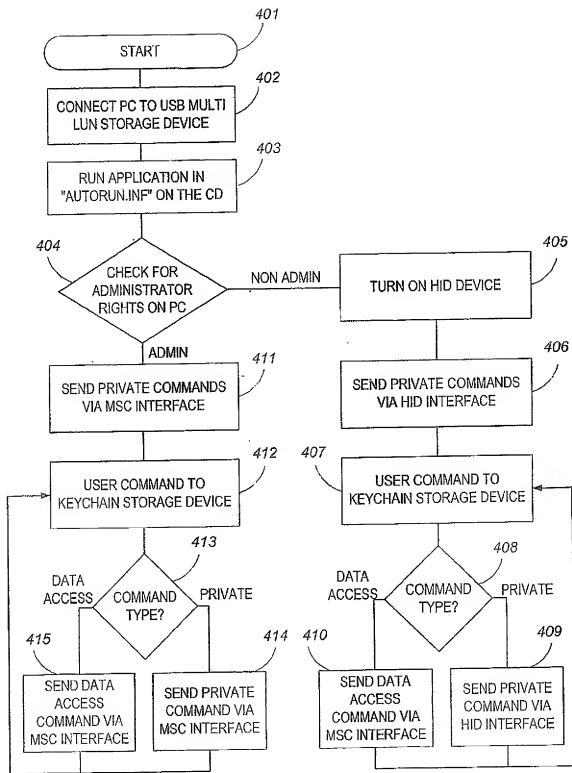 401
START
402
CONNECT PC TO USB MULTI
LUN STORAGE DEVICE
403
RUN APPLICATION IN
"AUTORUN.INF" ON THE CD
404
CHECK FOR
ADMINISTRATOR
RIGHTS ON PC
NON ADMIN
ADMIN
405
TURN ON HID DEVICE
411
SEND PRIVATE COMMANDS
VIA MSC INTERFACE
406
SEND PRIVATE COMMANDS
VIA HID INTERFACE
412
USER COMMAND TO
KEYCHAIN STORAGE DEVICE
407
USER COMMAND TO
KEYCHAIN STORAGE DEVICE
413
DATA
ACCESS
COMMAND
TYPE?
PRIVATE
408
DATA
ACCESS
COMMAND
TYPE?
PRIVATE
415
SEND DATA
ACCESS
COMMAND VIA
MSC INTERFACE
414
SEND PRIVATE
COMMAND VIA
MSC INTERFACE
410
SEND DATA
ACCESS
COMMAND VIA
MSC INTERFACE
409
SEND PRIVATE
COMMAND VIA
HID INTERFACE